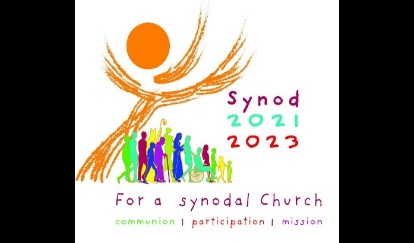 Synod
2021
2023
For a synodal Church
communion | participation | mission